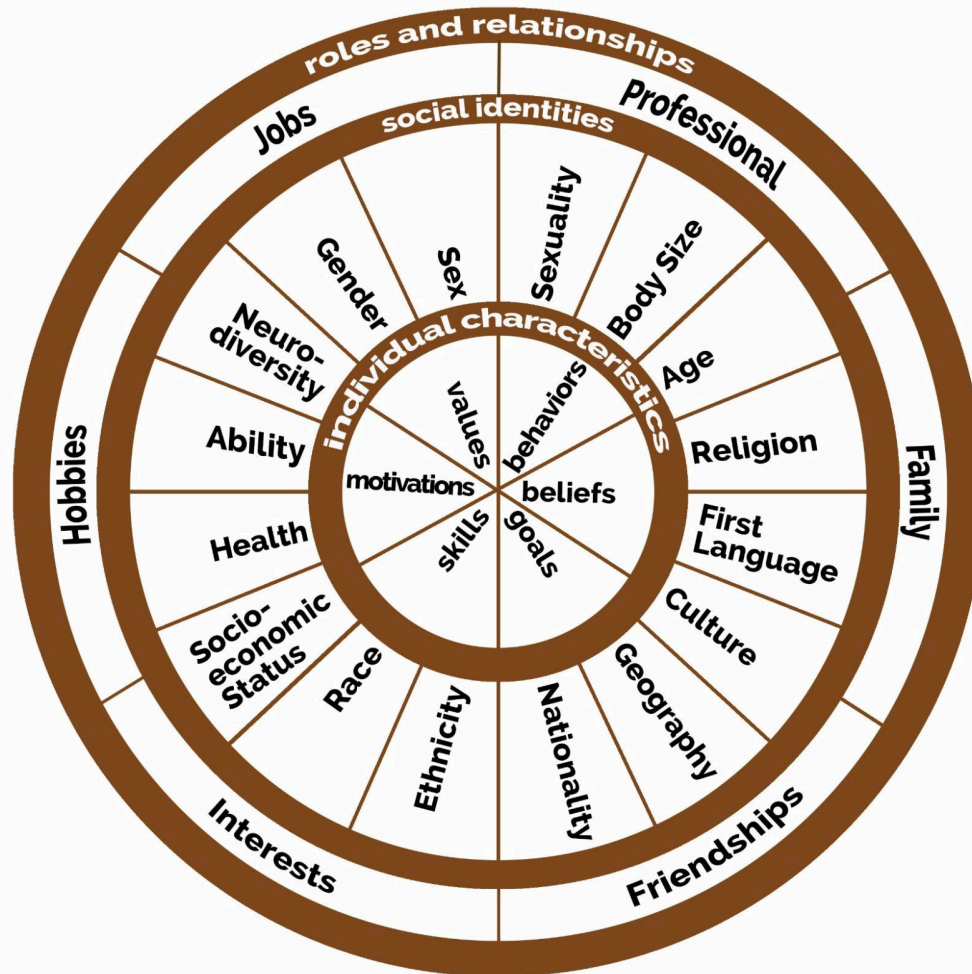 roles and relationships
Jobs
Professional
Family
Friendships
Interests
Hobbies
social identities
Sex
Sexuality
Body Size
Age
Religion
First
Language
Culture
Geography
Nationality
Ethnicity
Race
Socio-
economic
Status
Health
Ability
Neuro-
diversity
Gender
individual characteristics
values
behaviors
beliefs
goals
skills
motivations